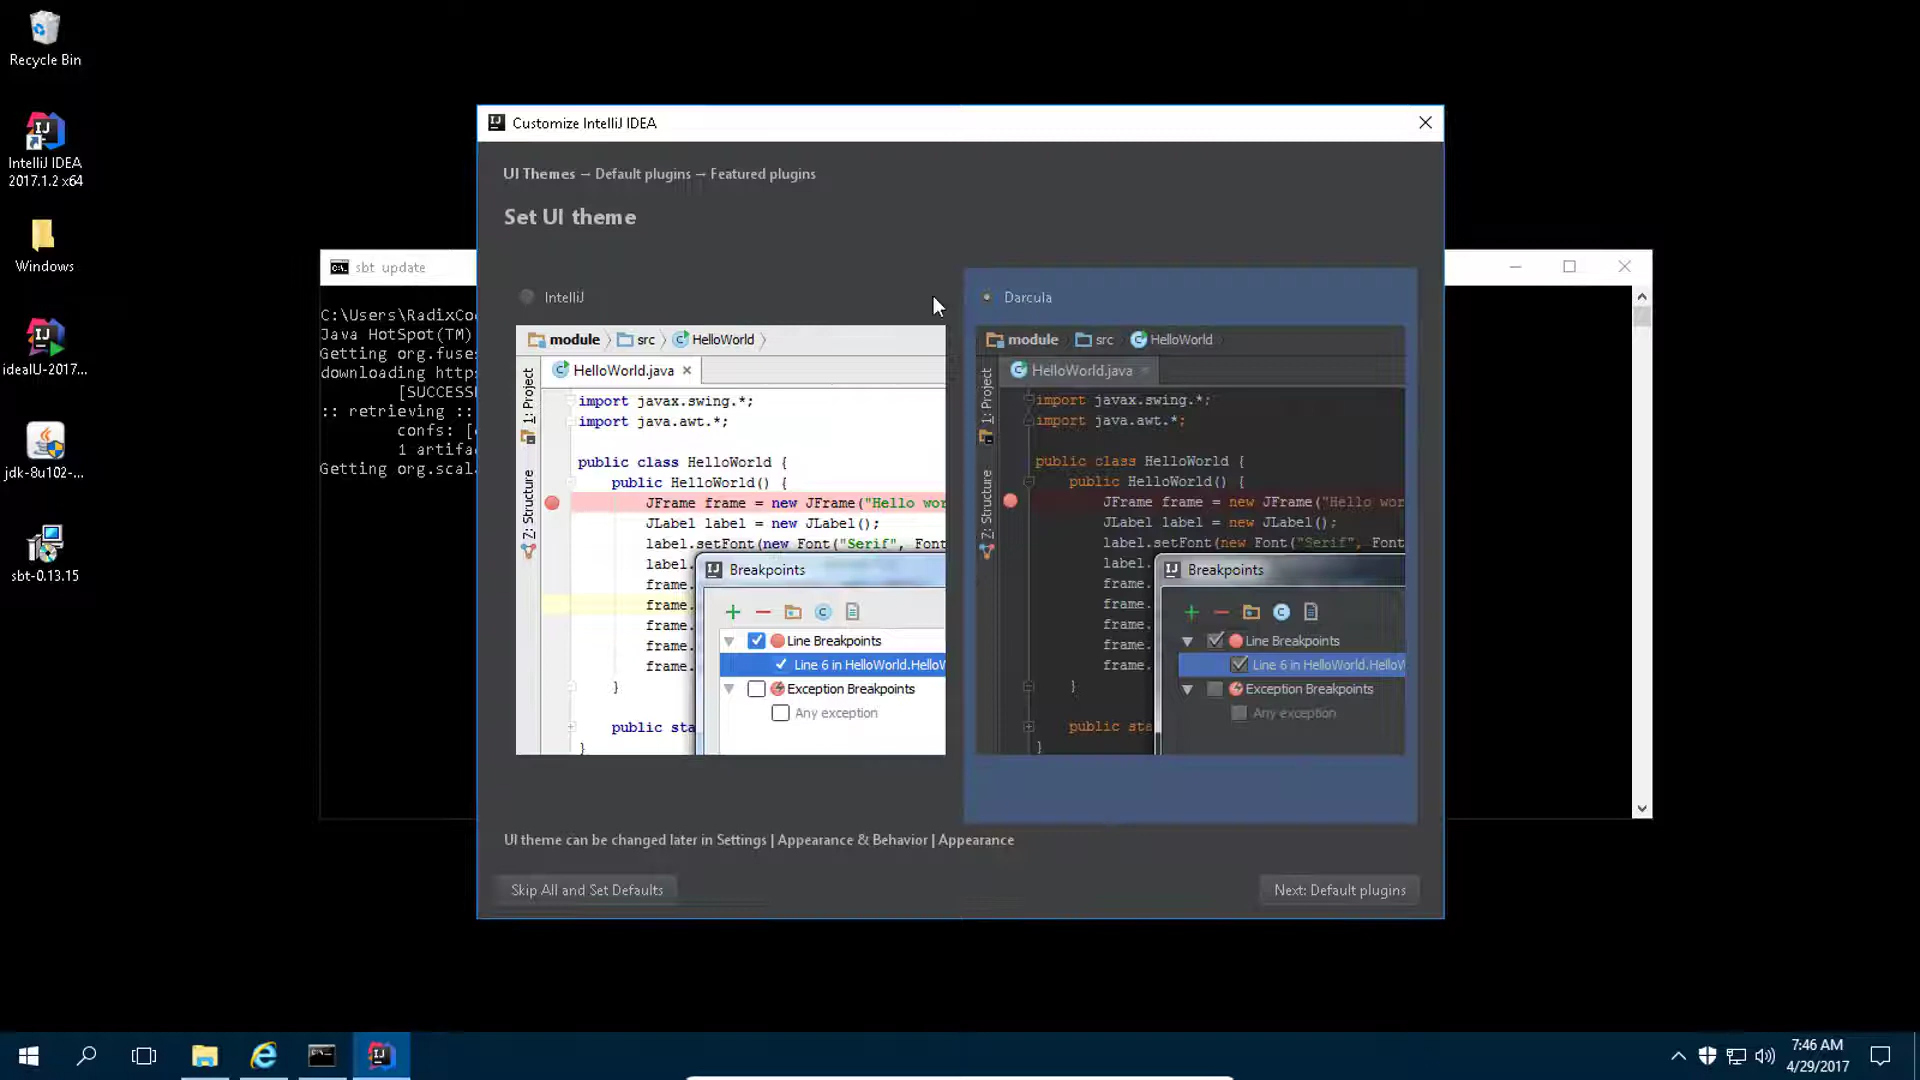 Recycle Bin
IntelliJ IDEA
2017.1.2 x64
Windows
ideaIU-2017...
jdk-8u102-...
sbt-0.13.15
sbt update
C:\Users\RadixCo
Java HotSpot(TM)
Getting org.fuse
downloading http
[SUCCESS
:: retrieving ::
confs: [
1 artifa
Getting org.scal
Customize IntelliJ IDEA
UI Themes – Default plugins – Featured plugins
Set UI theme
IntelliJ
module src HelloWorld
HelloWorld.java
1: Project
Z: Structure
import javax.swing.*;
import java.awt.*;
public class HelloWorld {
public HelloWorld() {
JFrame frame = new JFrame("Hello wor
JLabel label = new JLabel();
label.setFont(new Font("Serif", Font
label.
frame.
frame.
frame.
frame.
frame.
}
public sta
}
Breakpoints
Line Breakpoints
Line 6 in HelloWorld.HelloW
Exception Breakpoints
Any exception
Darcula
module src HelloWorld
HelloWorld.java
1: Project
Z: Structure
import javax.swing.*;
import java.awt.*;
public class HelloWorld {
public HelloWorld() {
JFrame frame = new JFrame("Hello wor
JLabel label = new JLabel();
label.setFont(new Font("Serif", Font
label.
frame.
frame.
frame.
frame.
frame.
}
public sta
}
Breakpoints
Line Breakpoints
Line 6 in HelloWorld.HelloW
Exception Breakpoints
Any exception
UI theme can be changed later in Settings | Appearance & Behavior | Appearance
Skip All and Set Defaults
Next: Default plugins
7:46 AM
4/29/2017